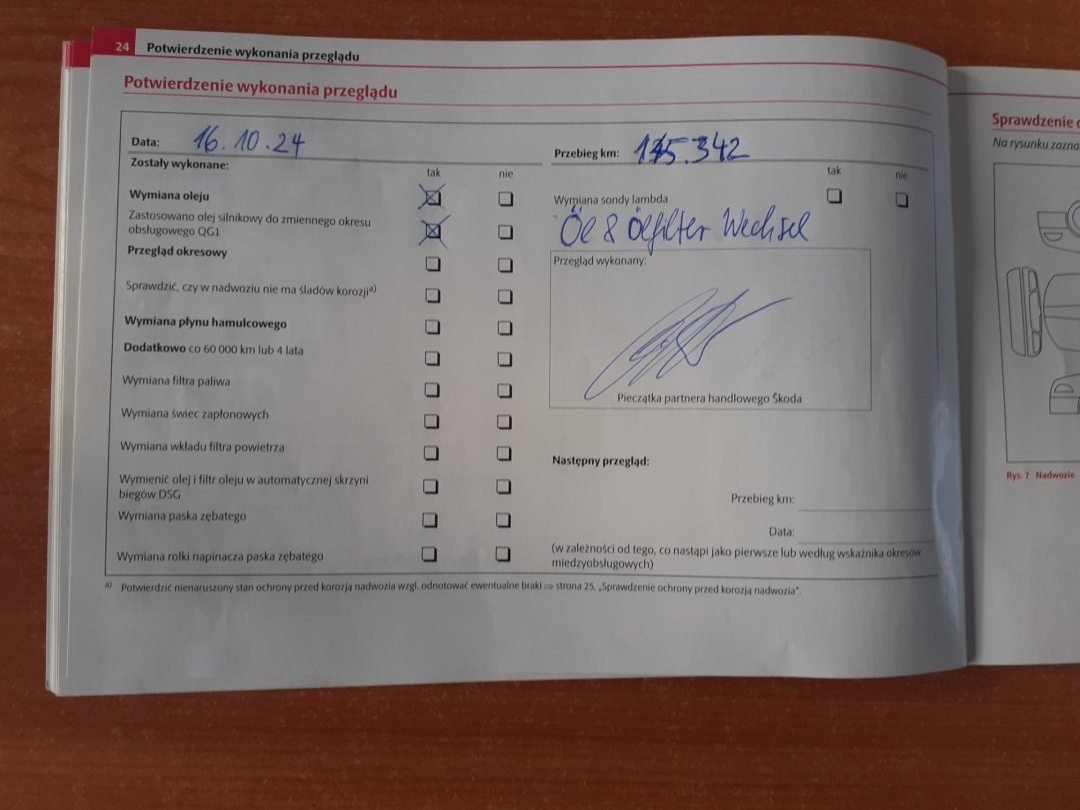 24 Potwierdzenie wykonania przeglądu
Potwierdzenie wykonania przeglądu
Data: 16.10.24
Przebieg km:
Zostały wykonane:
tak nie
tak nie
Wymiana oleju
Wymiana sondy lambda
Zastosowano olej silnikowy do zmiennego okresu
obsługowego QG1
Öl & Ölfilter Wechsel
Przegląd okresowy
Przegląd wykonany:
Sprawdzić, czy w nadwoziu nie ma śladów korozjiª⁾
Wymiana płynu hamulcowego
Dodatkowo co 60 000 km lub 4 lata
Wymiana filtra paliwa
Pieczątka partnera handlowego Škoda
Wymiana świec zapłonowych
Wymiana wkładu filtra powietrza
Następny przegląd:
Wymienić olej i filtr oleju w automatycznej skrzyni
biegów DSG
Przebieg km:
Wymiana paska zębatego
Data:
Wymiana rolki napinacza paska zębatego
(w zależności od tego, co nastąpi jako pierwsze lub według wskaźnika okresów
miedzyobsługowych)
ª⁾ Potwierdzić nienaruszony stan ochrony przed korozją nadwozia wzgl. odnotować ewentualne braki ⇒ strona 25, „Sprawdzenie ochrony przed korozją nadwozia".
Sprawdzenie
Na rysunku
Rys. 7 Nadwozie